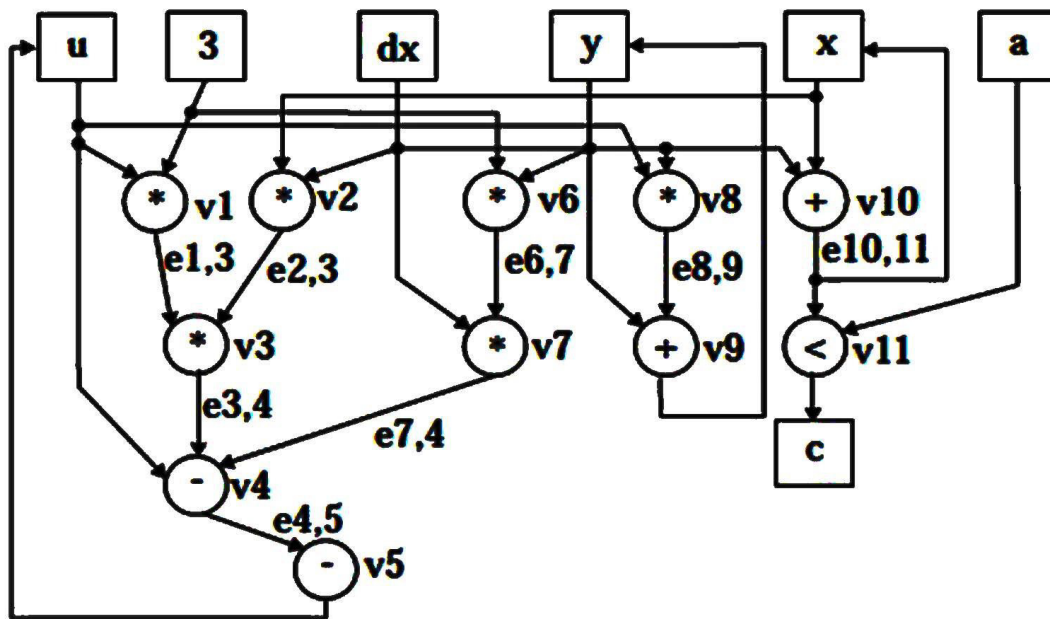 u 3 dx y x a
* v1 * v2 * v6 * v8 + v10
e1,3 e2,3 e6,7 e8,9 e10,11
* v3 * v7 + v9 < v11
e3,4 e7,4 c
- v4
e4,5
- v5